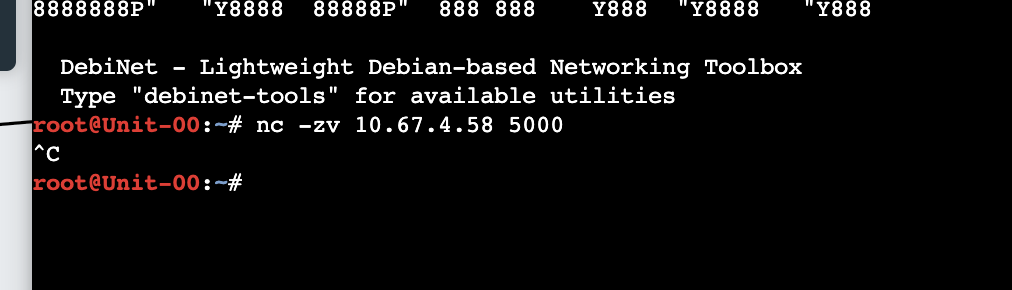 8888888P"   "Y8888  88888P"  888 888    Y888  "Y8888   "Y888
DebiNet - Lightweight Debian-based Networking Toolbox
Type "debinet-tools" for available utilities
root@Unit-00:~# nc -zv 10.67.4.58 5000
^C
root@Unit-00:~#